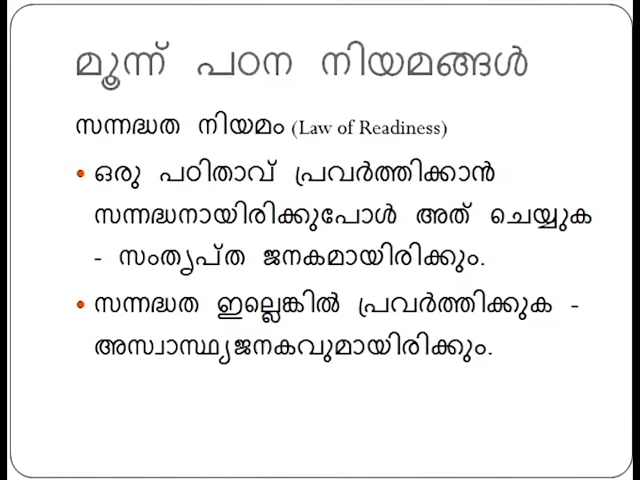 മൂന്ന് പഠന നിയമങ്ങൾ
സന്നദ്ധത നിയമം (Law of Readiness)
• ഒരു പഠിതാവ് പ്രവർത്തിക്കാൻ
സന്നദ്ധനായിരിക്കുപോൾ അത് ചെയ്യുക
- സംതൃപ്ത ജനകമായിരിക്കും.
• സന്നദ്ധത ഇല്ലെങ്കിൽ പ്രവർത്തിക്കുക -
അസ്വാസ്ഥ്യജനകവുമായിരിക്കും.